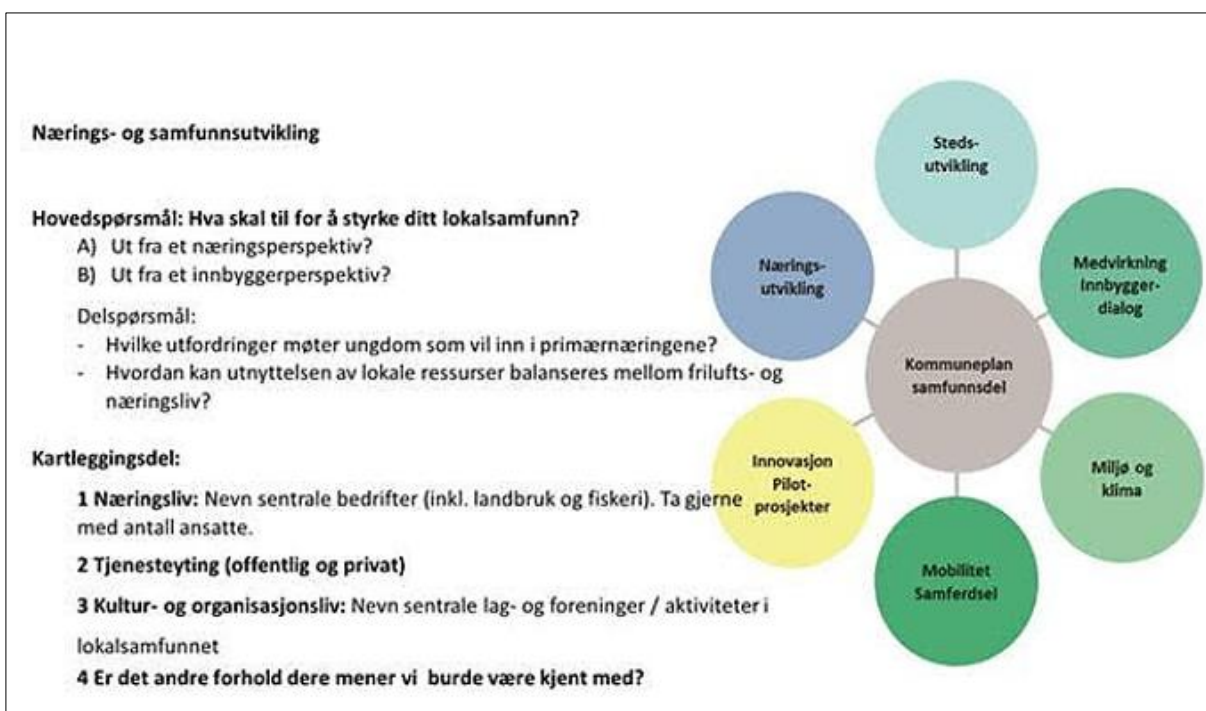 Nærings- og samfunnsutvikling
Hovedspørsmål: Hva skal til for å styrke ditt lokalsamfunn?
A) Ut fra et næringsperspektiv?
B) Ut fra et innbyggerperspektiv?
Delspørsmål:
- Hvilke utfordringer møter ungdom som vil inn i primærnæringene?
- Hvordan kan utnyttelsen av lokale ressurser balanseres mellom frilufts- og
næringsliv?
Kartleggingsdel:
1 Næringsliv: Nevn sentrale bedrifter (inkl. landbruk og fiskeri). Ta gjerne
med antall ansatte.
2 Tjenesteyting (offentlig og privat)
3 Kultur- og organisasjonsliv: Nevn sentrale lag- og foreninger / aktiviteter i
lokalsamfunnet
4 Er det andre forhold dere mener vi burde være kjent med?
Steds-
utvikling
Nærings-
utvikling
Medvirkning
Innbygger-
dialog
Kommuneplan
samfunnsdel
Innovasjon
Pilot-
prosjekter
Miljø og
klima
Mobilitet
Samferdsel